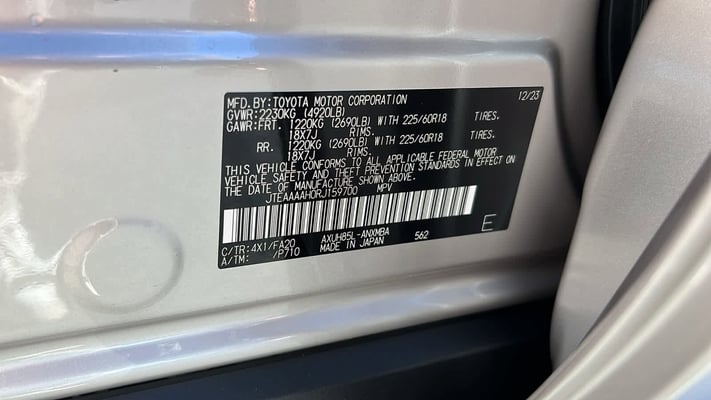 MFD.BY:TOYOTA MOTOR CORPORATION 12/23
GVWR:2230KG (4920LB)
GAWR:FRT. 1220KG (2690LB) WITH 225/60R18 TIRES.
18X7J RIMS.
RR. 1220KG (2690LB) WITH 225/60R18 TIRES.
18X7J RIMS.
THIS VEHICLE CONFORMS TO ALL APPLICABLE FEDERAL MOTOR
VEHICLE SAFETY AND THEFT PREVENTION STANDARDS IN EFFECT ON
THE DATE OF MANUFACTURE SHOWN ABOVE.
JTEAAAAH0RJ159700 MPV
C/TR:4X1/FA20 AXUH85L-ANXMBA 562 E
A/TM: /P710 MADE IN JAPAN